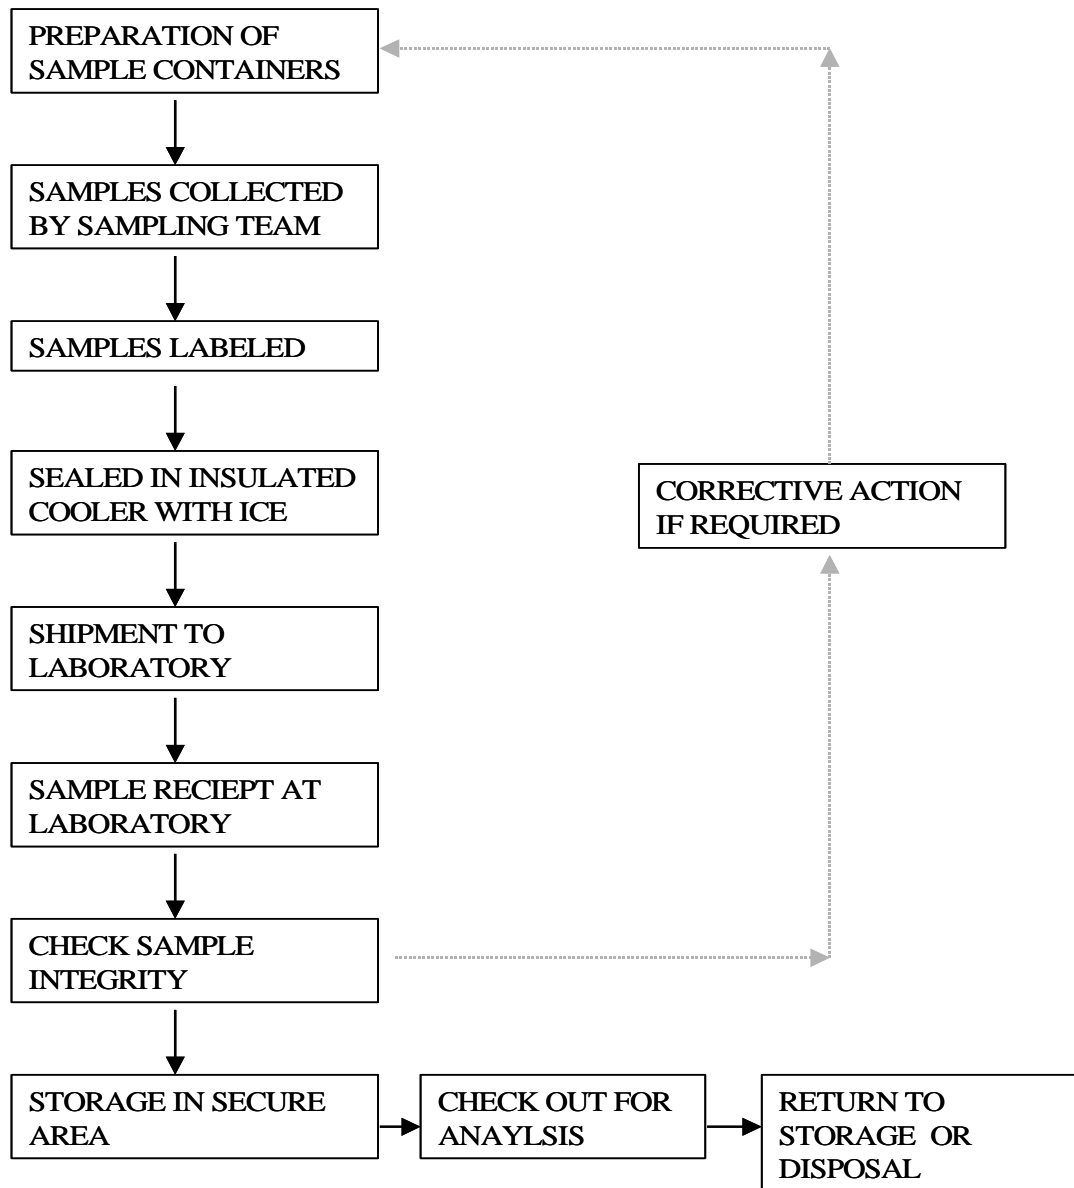 PREPARATION OF
SAMPLE CONTAINERS
SAMPLES COLLECTED
BY SAMPLING TEAM
SAMPLES LABELED
SEALED IN INSULATED
COOLER WITH ICE
CORRECTIVE ACTION
IF REQUIRED
SHIPMENT TO
LABORATORY
SAMPLE RECIEPT AT
LABORATORY
CHECK SAMPLE
INTEGRITY
STORAGE IN SECURE
AREA
CHECK OUT FOR
ANAYLSIS
RETURN TO
STORAGE OR
DISPOSAL